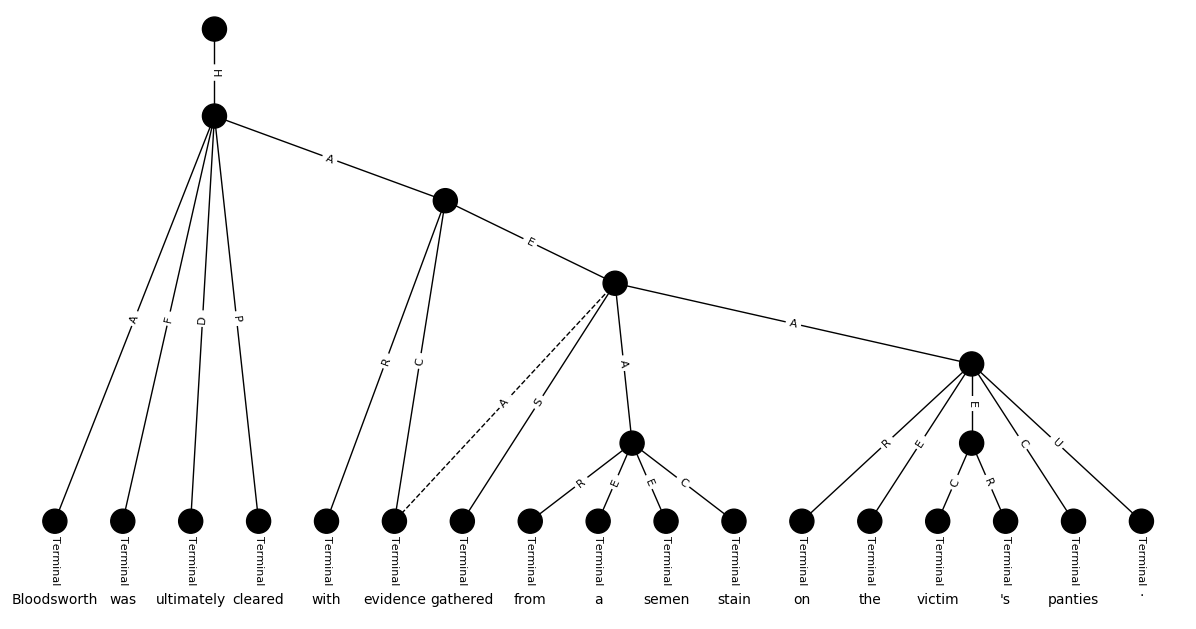 H
A
E
A
A F D P
R C
A S A
R E E C U
R E E C
C R
Terminal Terminal Terminal Terminal Terminal Terminal Terminal Terminal Terminal Terminal Terminal Terminal Terminal Terminal Terminal Terminal Terminal
Bloodsworth was ultimately cleared with evidence gathered from a semen stain on the victim 's panties .